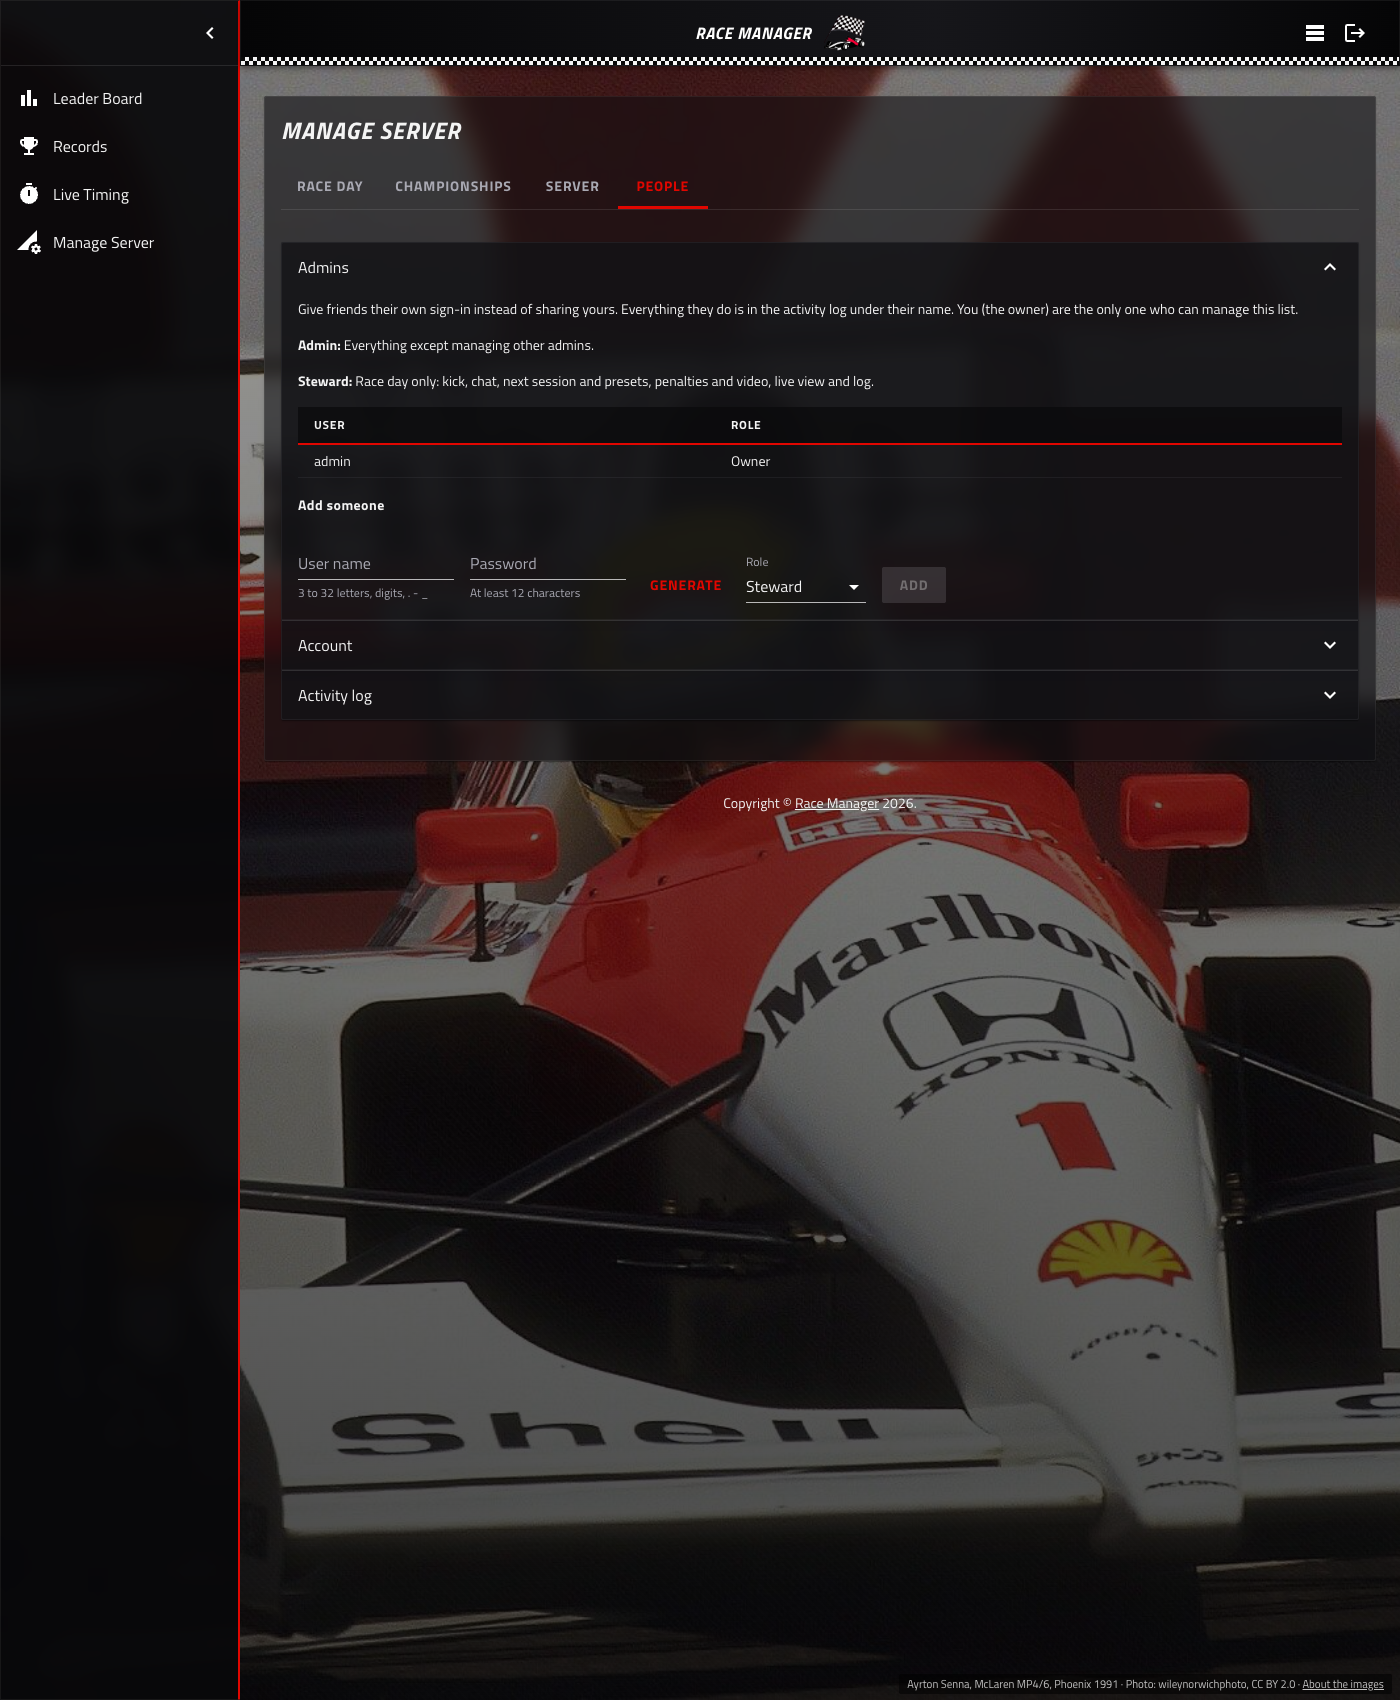 RACE MANAGER
Leader Board
Records
Live Timing
Manage Server
MANAGE SERVER
RACE DAY CHAMPIONSHIPS SERVER PEOPLE
Admins
Give friends their own sign-in instead of sharing yours. Everything they do is in the activity log under their name. You (the owner) are the only one who can manage this list.
Admin: Everything except managing other admins.
Steward: Race day only: kick, chat, next session and presets, penalties and video, live view and log.
USER ROLE
admin Owner
Add someone
User name Password Role
GENERATE Steward ADD
3 to 32 letters, digits, . - _ At least 12 characters
Account
Activity log
Copyright © Race Manager 2026.
HEUER
Marlboro
HONDA
1
GOODYEAR
Shell
Ayrton Senna, McLaren MP4/6, Phoenix 1991 · Photo: wileynorwichphoto, CC BY 2.0 · About the images